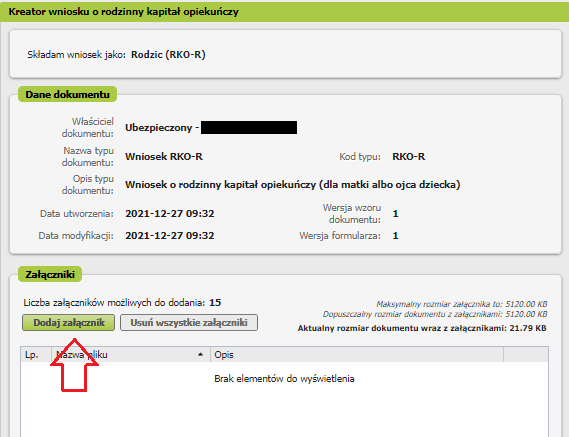 Kreator wniosku o rodzinny kapitał opiekuńczy
Składam wniosek jako: Rodzic (RKO-R)
Dane dokumentu
Właściciel dokumentu: Ubezpieczony -
Nazwa typu dokumentu: Wniosek RKO-R Kod typu: RKO-R
Opis typu dokumentu: Wniosek o rodzinny kapitał opiekuńczy (dla matki albo ojca dziecka)
Data utworzenia: 2021-12-27 09:32 Wersja wzoru dokumentu: 1
Data modyfikacji: 2021-12-27 09:32 Wersja formularza: 1
Załączniki
Liczba załączników możliwych do dodania: 15
Maksymalny rozmiar załącznika to: 5120.00 KB
Dopuszczalny rozmiar dokumentu z załącznikami: 5120.00 KB
Aktualny rozmiar dokumentu wraz z załącznikami: 21.79 KB
Dodaj załącznik Usuń wszystkie załączniki
Lp. Nazwa pliku Opis
Brak elementów do wyświetlenia